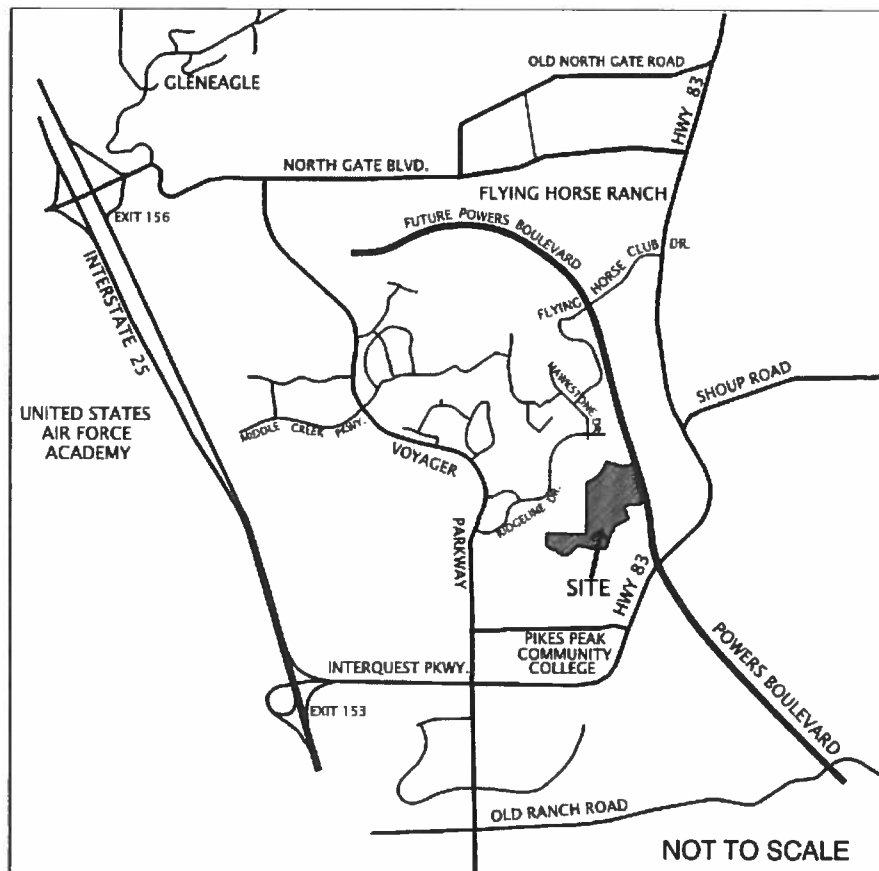 OLD NORTH GATE ROAD
GLENEAGLE
HWY 83
NORTH GATE BLVD.
FLYING HORSE RANCH
EXIT 156
FUTURE POWERS BOULEVARD
FLYING HORSE CLUB DR.
INTERSTATE 25
SHOUP ROAD
HAWKSTONE DR.
UNITED STATES
AIR FORCE
ACADEMY
MIDDLE CREEK PKWY.
VOYAGER
PARKWAY
RIDGELINE DR.
SITE
HWY 83
PIKES PEAK
COMMUNITY
COLLEGE
POWERS BOULEVARD
INTERQUEST PKWY.
EXIT 153
OLD RANCH ROAD
NOT TO SCALE